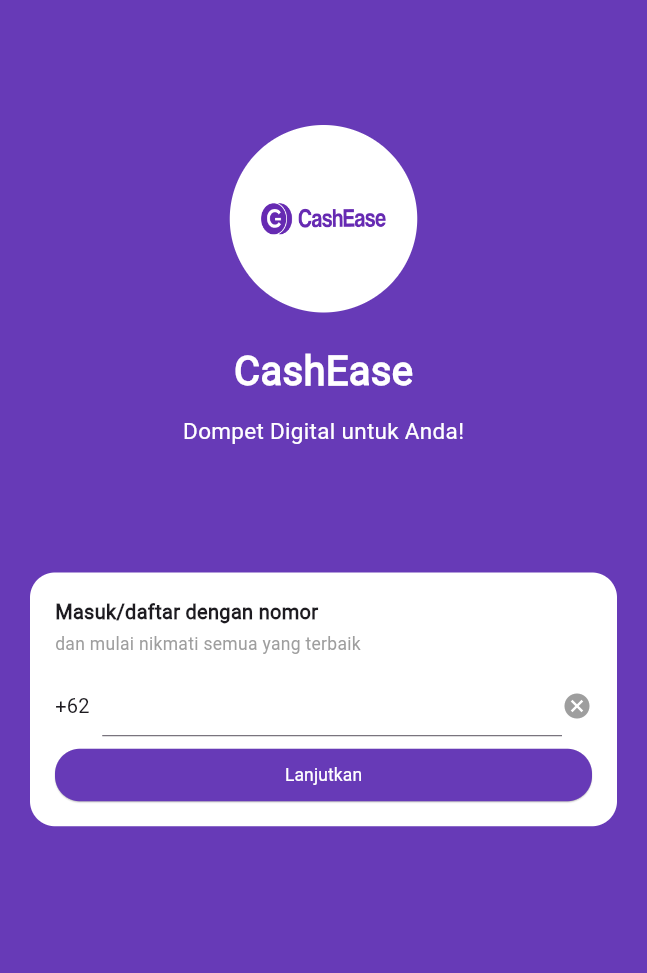 CashEase
CashEase
Dompet Digital untuk Anda!
Masuk/daftar dengan nomor
dan mulai nikmati semua yang terbaik
+62
Lanjutkan